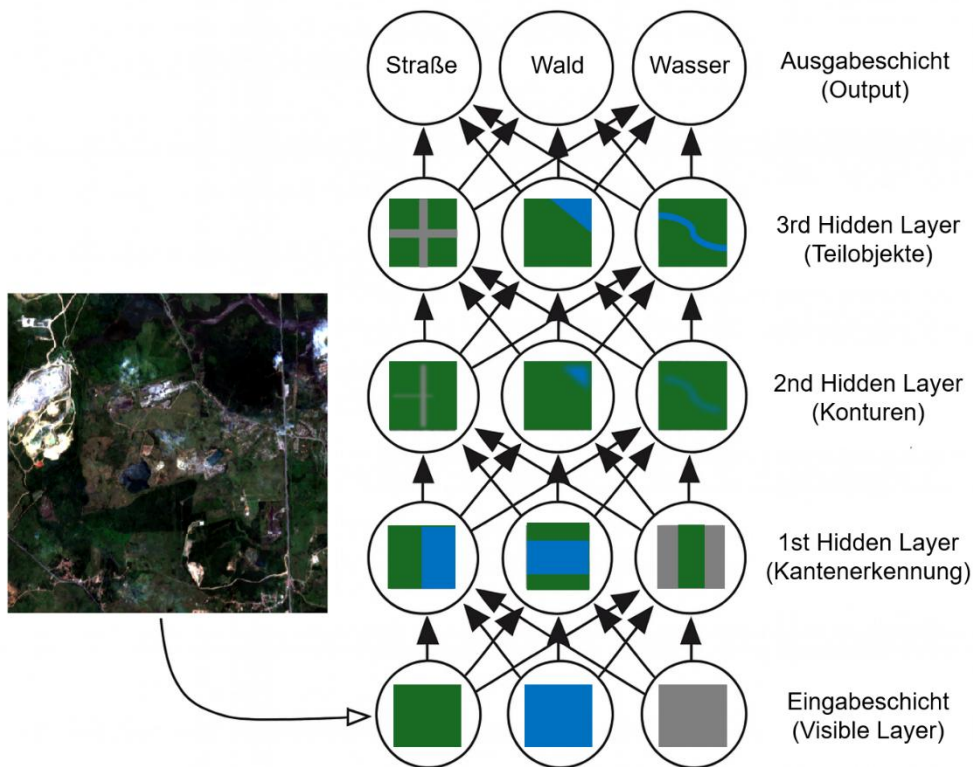 Straße
Wald
Wasser
Ausgabeschicht
(Output)
3rd Hidden Layer
(Teilobjekte)
2nd Hidden Layer
(Konturen)
1st Hidden Layer
(Kantenerkennung)
Eingabeschicht
(Visible Layer)